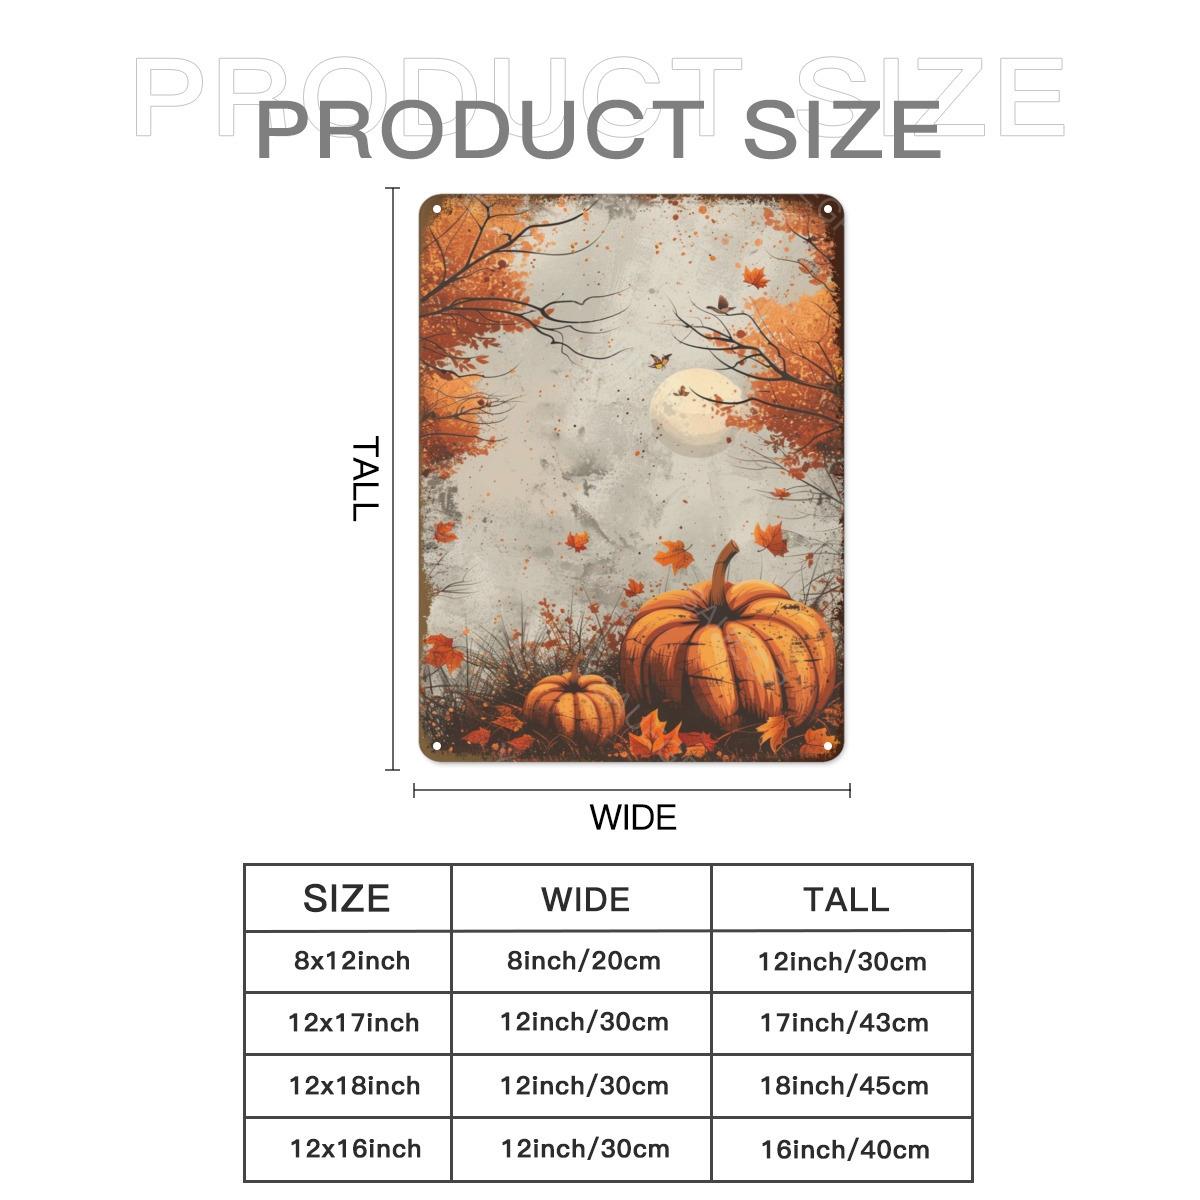 PRODUCT SIZE
PRODUCT SIZE
TALL
WIDE
SIZE WIDE TALL
8x12inch 8inch/20cm 12inch/30cm
12x17inch 12inch/30cm 17inch/43cm
12x18inch 12inch/30cm 18inch/45cm
12x16inch 12inch/30cm 16inch/40cm